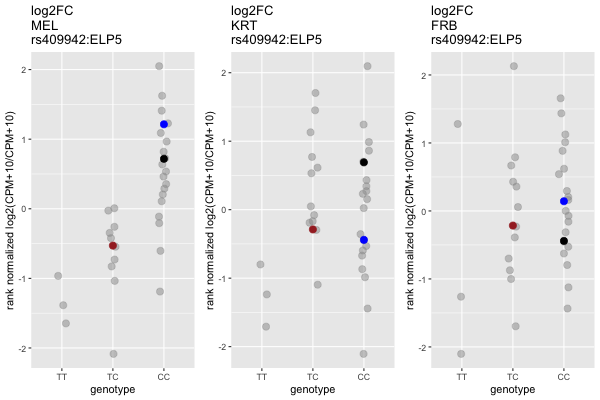 log2FC
MEL
rs409942:ELP5
rank normalized log2(CPM+10/CPM+10)
2
1
0
-1
-2
TT TC CC
genotype
log2FC
KRT
rs409942:ELP5
rank normalized log2(CPM+10/CPM+10)
2
1
0
-1
-2
TT TC CC
genotype
log2FC
FRB
rs409942:ELP5
rank normalized log2(CPM+10/CPM+10)
2
1
0
-1
-2
TT TC CC
genotype